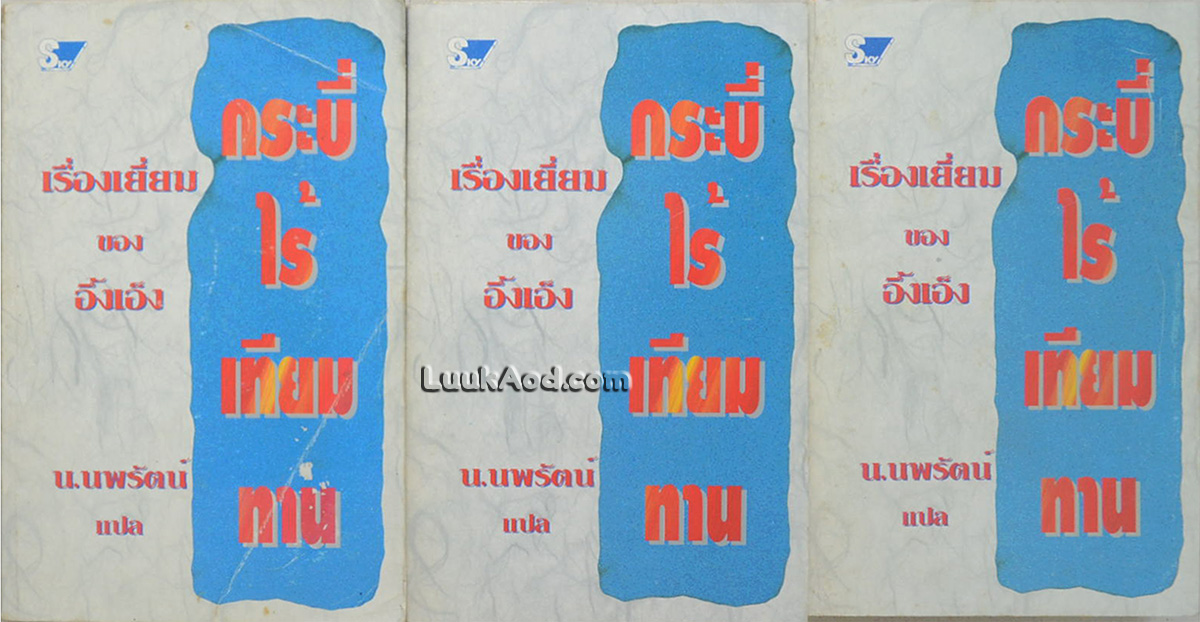 Sky
กระบี่
ไร้
เทียม
ทาน
เรื่องเยี่ยม
ของ
อึ้งเอ็ง
น.นพรัตน์
แปล
Sky
กระบี่
ไร้
เทียม
ทาน
เรื่องเยี่ยม
ของ
อึ้งเอ็ง
น.นพรัตน์
แปล
Sky
กระบี่
ไร้
เทียม
ทาน
เรื่องเยี่ยม
ของ
อึ้งเอ็ง
น.นพรัตน์
แปล
LuukAod.com